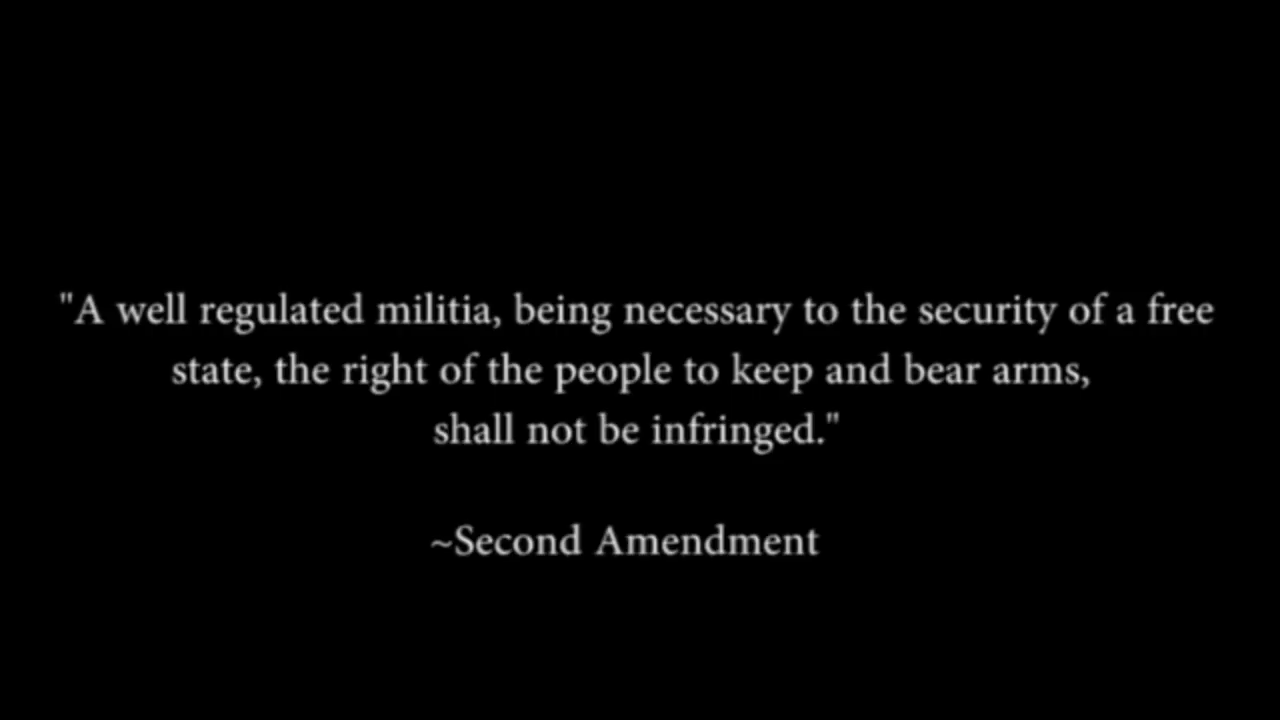 "A well regulated militia, being necessary to the security of a free
state, the right of the people to keep and bear arms,
shall not be infringed."
~Second Amendment